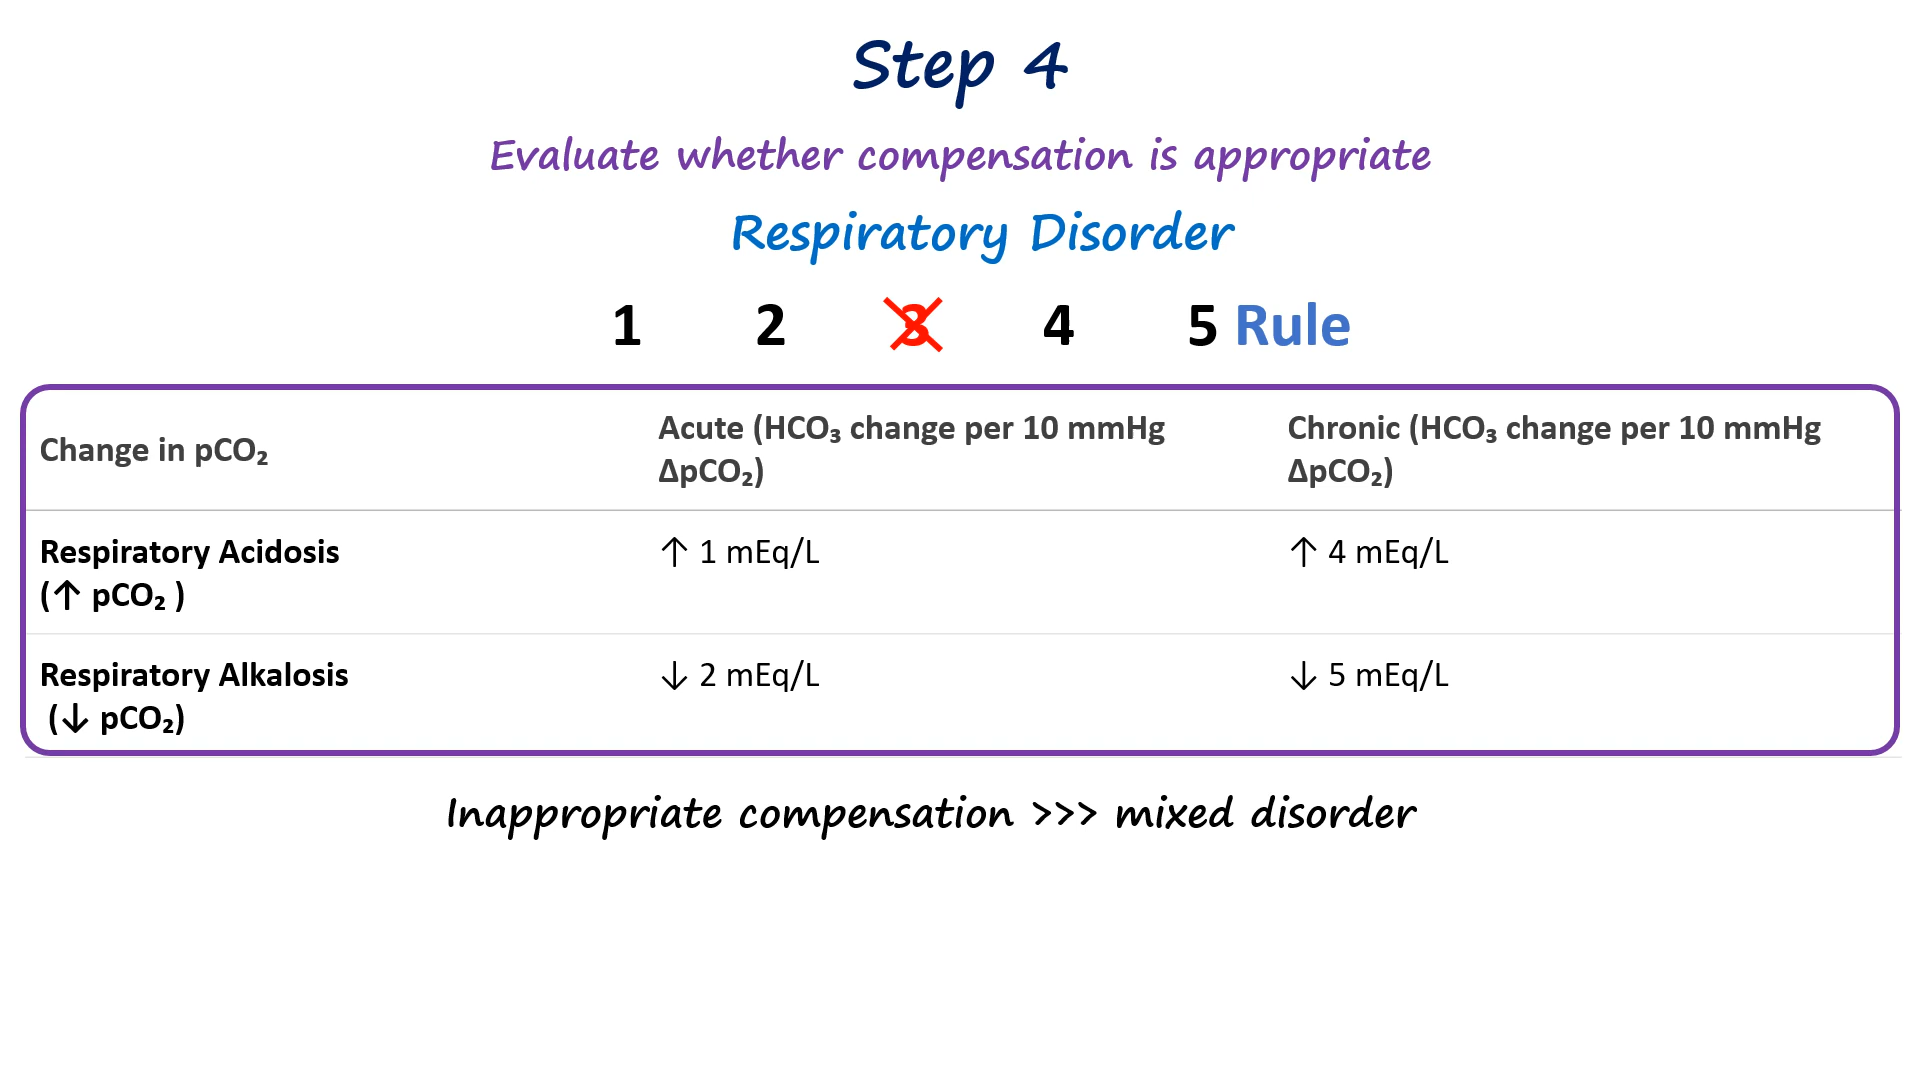 Step 4
Evaluate whether compensation is appropriate
Respiratory Disorder
1 2 3 4 5 Rule
Change in pCO₂
Acute (HCO₃ change per 10 mmHg
ΔpCO₂)
Chronic (HCO₃ change per 10 mmHg
ΔpCO₂)
Respiratory Acidosis
(↑ pCO₂ )
↑ 1 mEq/L
↑ 4 mEq/L
Respiratory Alkalosis
(↓ pCO₂)
↓ 2 mEq/L
↓ 5 mEq/L
Inappropriate compensation >>> mixed disorder